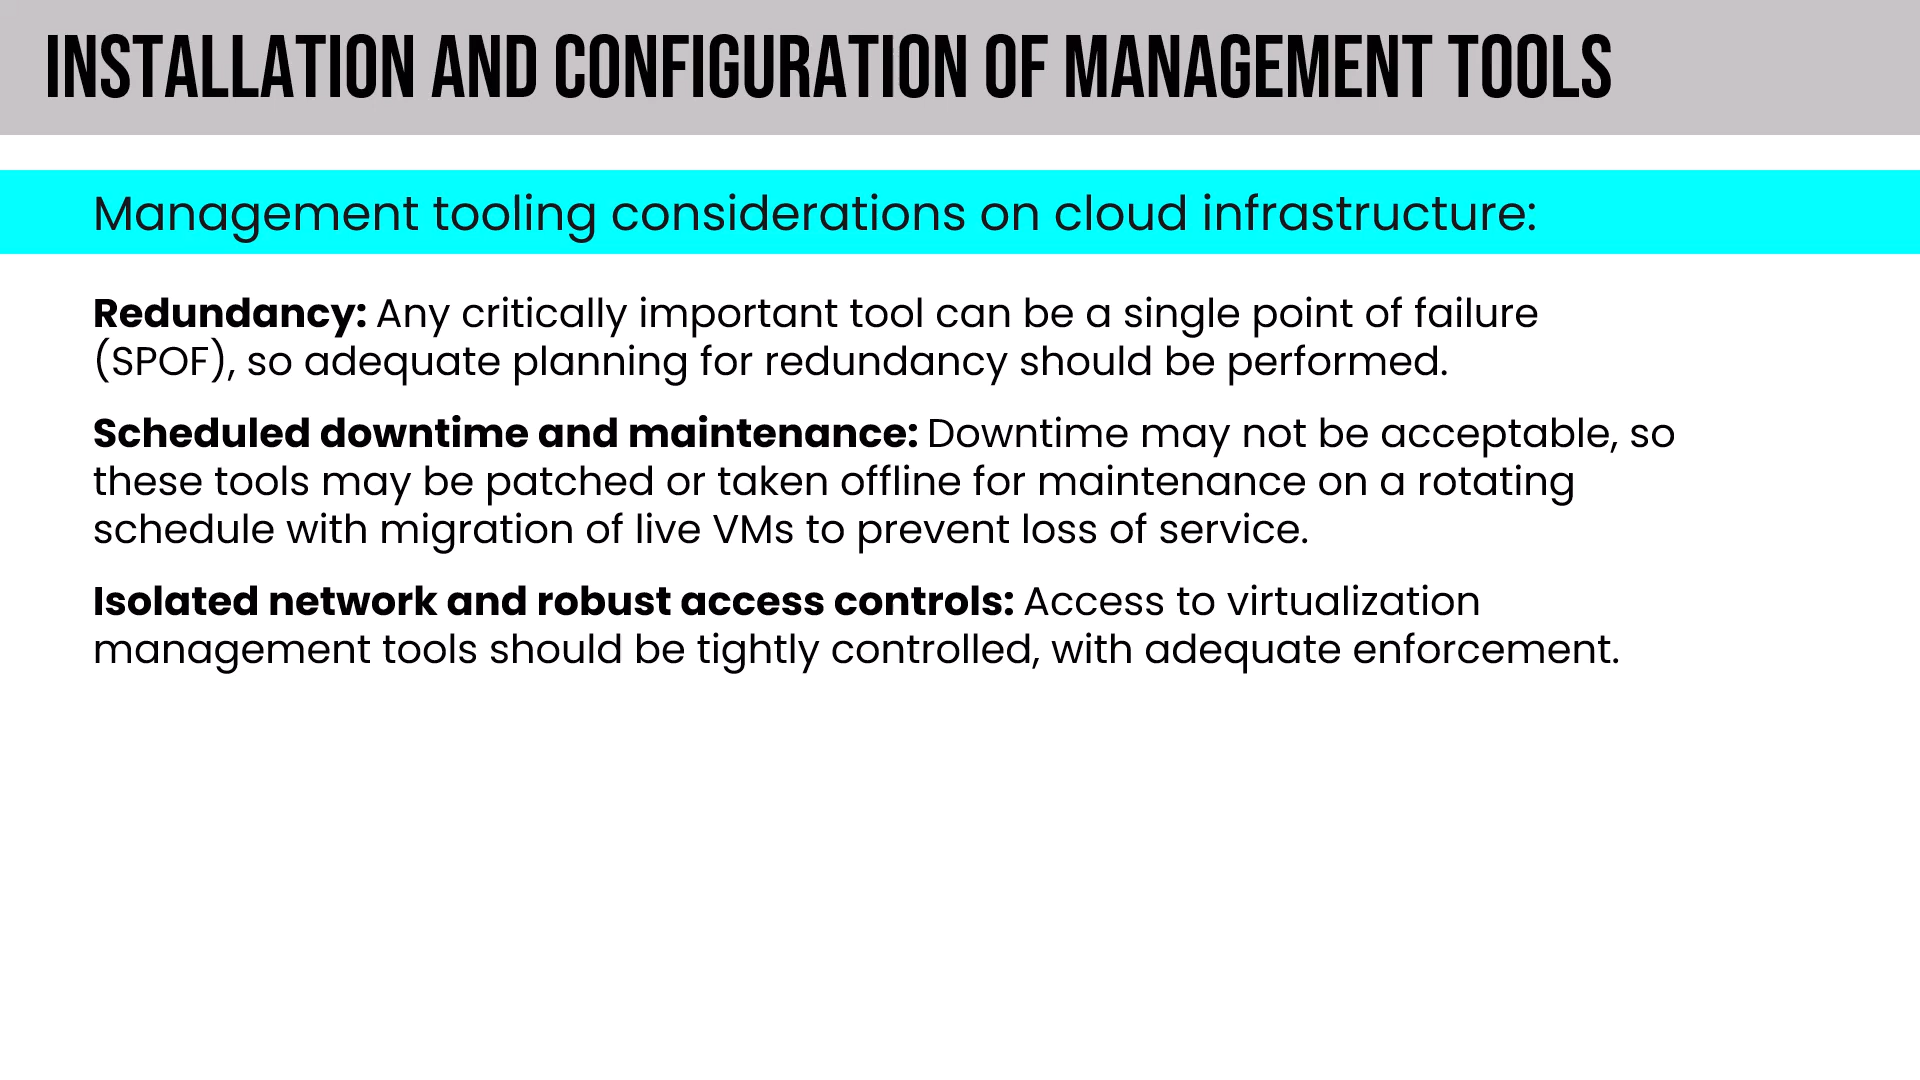 INSTALLATION AND CONFIGURATION OF MANAGEMENT TOOLS
Management tooling considerations on cloud infrastructure:
Redundancy: Any critically important tool can be a single point of failure
(SPOF), so adequate planning for redundancy should be performed.
Scheduled downtime and maintenance: Downtime may not be acceptable, so
these tools may be patched or taken offline for maintenance on a rotating
schedule with migration of live VMs to prevent loss of service.
Isolated network and robust access controls: Access to virtualization
management tools should be tightly controlled, with adequate enforcement.